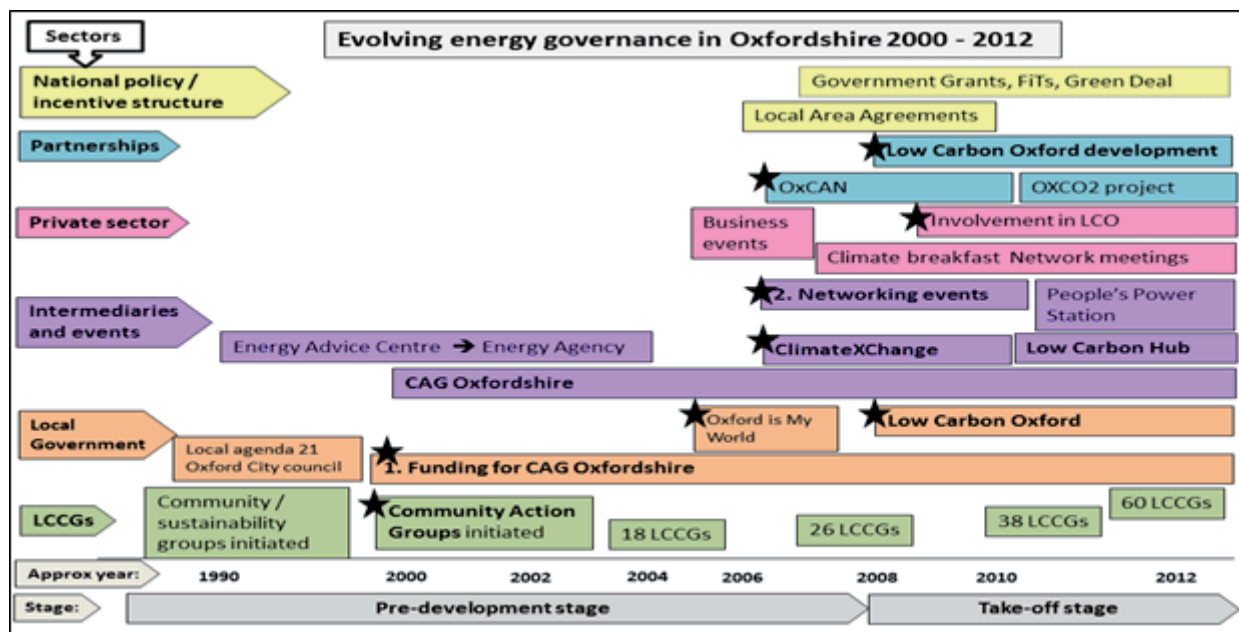 Sectors
Evolving energy governance in Oxfordshire 2000 - 2012
National policy /
incentive structure
Government Grants, FiTs, Green Deal
Local Area Agreements
Partnerships
Low Carbon Oxford development
OxCAN
OXCO2 project
Private sector
Business
events
Involvement in LCO
Climate breakfast Network meetings
Intermediaries
and events
2. Networking events
People's Power
Station
Energy Advice Centre → Energy Agency
ClimateXChange
Low Carbon Hub
CAG Oxfordshire
Local
Government
Local agenda 21
Oxford City council
Oxford is My
World
Low Carbon Oxford
1. Funding for CAG Oxfordshire
LCCGs
Community /
sustainability
groups initiated
Community Action
Groups initiated
18 LCCGs
26 LCCGs
38 LCCGs
60 LCCGs
Approx year:
1990
2000
2002
2004
2006
2008
2010
2012
Stage:
Pre-development stage
Take-off stage